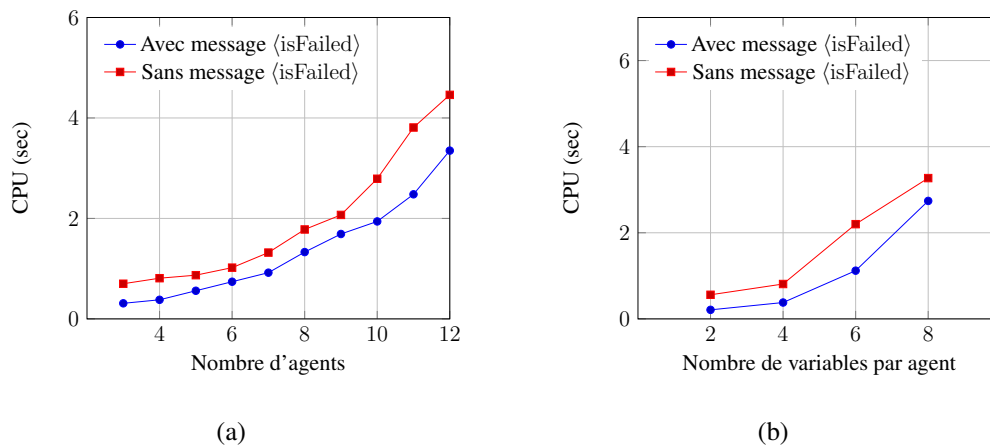 6
4
2
0
4
6
8
10
12
CPU (sec)
Nombre d'agents
Avec message ⟨isFailed⟩
Sans message ⟨isFailed⟩
(a)
6
4
2
0
2
4
6
8
CPU (sec)
Nombre de variables par agent
Avec message ⟨isFailed⟩
Sans message ⟨isFailed⟩
(b)